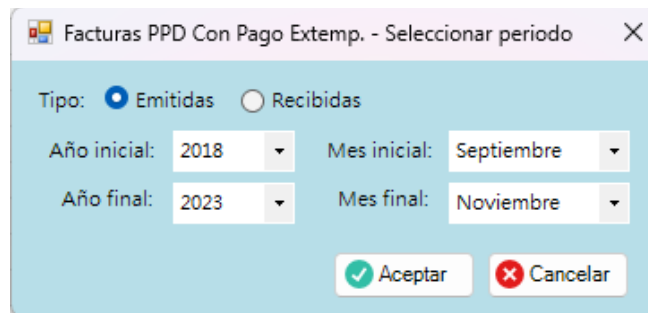 Facturas PPD Con Pago Extemp. - Seleccionar periodo
Tipo: Emitidas Recibidas
Año inicial: 2018 Mes inicial: Septiembre
Año final: 2023 Mes final: Noviembre
Aceptar Cancelar